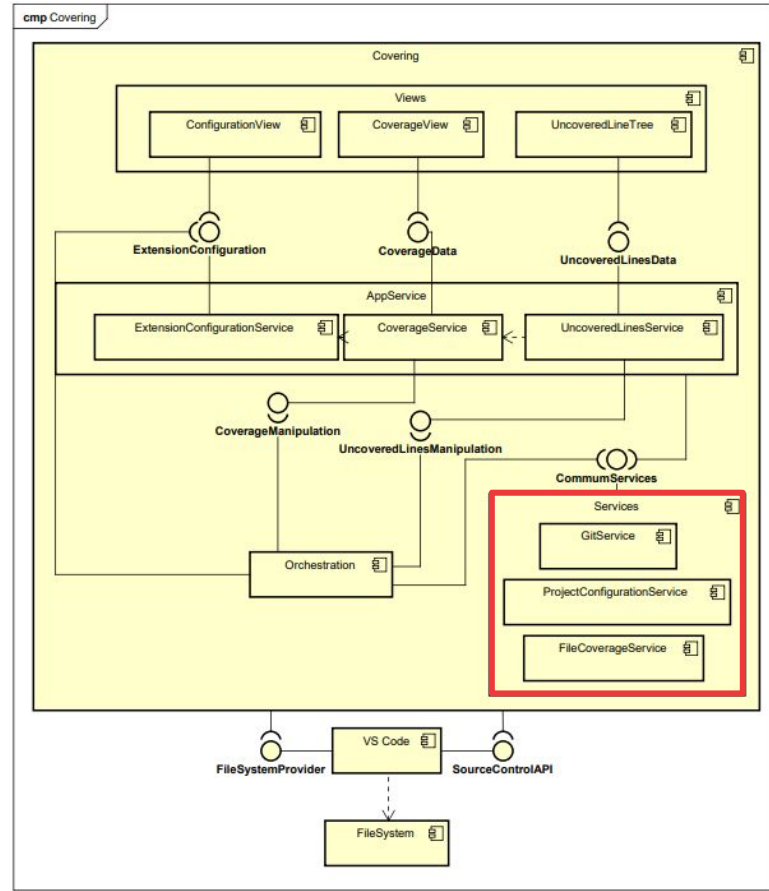 cmp Covering
Covering
Views
ConfigurationView
CoverageView
UncoveredLineTree
ExtensionConfiguration
CoverageData
UncoveredLinesData
AppService
ExtensionConfigurationService
CoverageService
UncoveredLinesService
CoverageManipulation
UncoveredLinesManipulation
CommumServices
Services
GitService
Orchestration
ProjectConfigurationService
FileCoverageService
VS Code
FileSystemProvider
SourceControlAPI
FileSystem